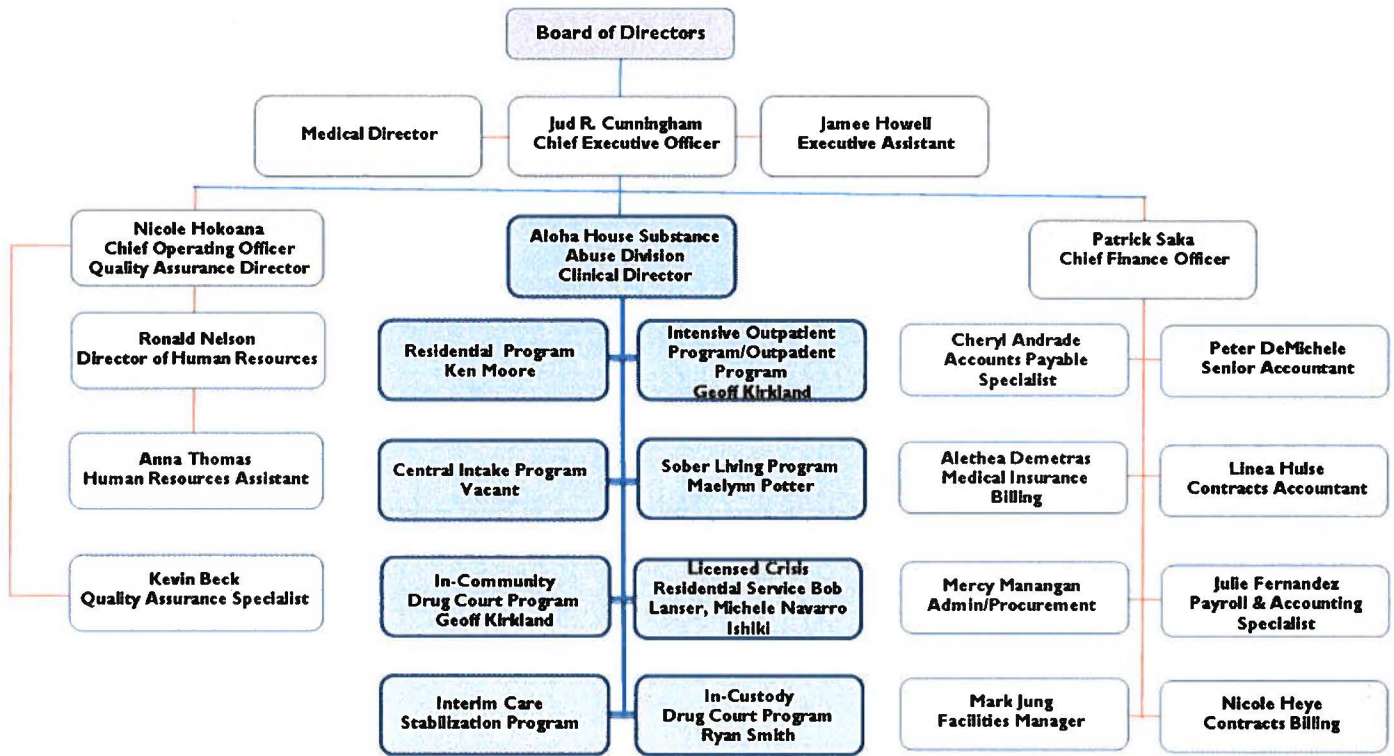 Board of Directors
Medical Director
Jud R. Cunningham
Chief Executive Officer
Jamee Howell
Executive Assistant
Nicole Hokoana
Chief Operating Officer
Quality Assurance Director
Aloha House Substance
Abuse Division
Clinical Director
Patrick Saka
Chief Finance Officer
Ronald Nelson
Director of Human Resources
Residential Program
Ken Moore
Intensive Outpatient
Program/Outpatient
Program
Geoff Kirkland
Cheryl Andrade
Accounts Payable
Specialist
Peter DeMichele
Senior Accountant
Anna Thomas
Human Resources Assistant
Central Intake Program
Vacant
Sober Living Program
Maelynn Potter
Alethea Demetras
Medical Insurance
Billing
Linea Hulse
Contracts Accountant
Kevin Beck
Quality Assurance Specialist
In-Community
Drug Court Program
Geoff Kirkland
Licensed Crisis
Residential Service Bob
Lanser, Michele Navarro
Ishiki
Mercy Manangan
Admin/Procurement
Julie Fernandez
Payroll & Accounting
Specialist
Interim Care
Stabilization Program
In-Custody
Drug Court Program
Ryan Smith
Mark Jung
Facilities Manager
Nicole Heye
Contracts Billing